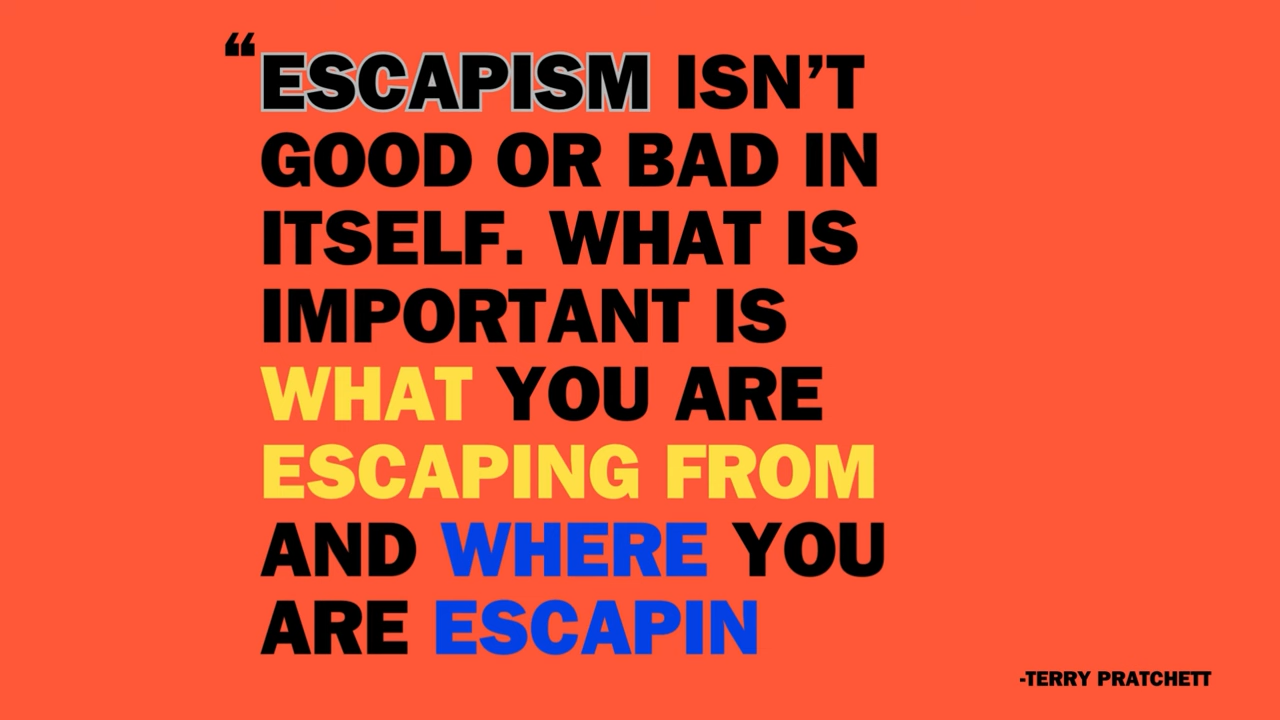 “ESCAPISM ISN’T
GOOD OR BAD IN
ITSELF. WHAT IS
IMPORTANT IS
WHAT YOU ARE
ESCAPING FROM
AND WHERE YOU
ARE ESCAPIN
-TERRY PRATCHETT